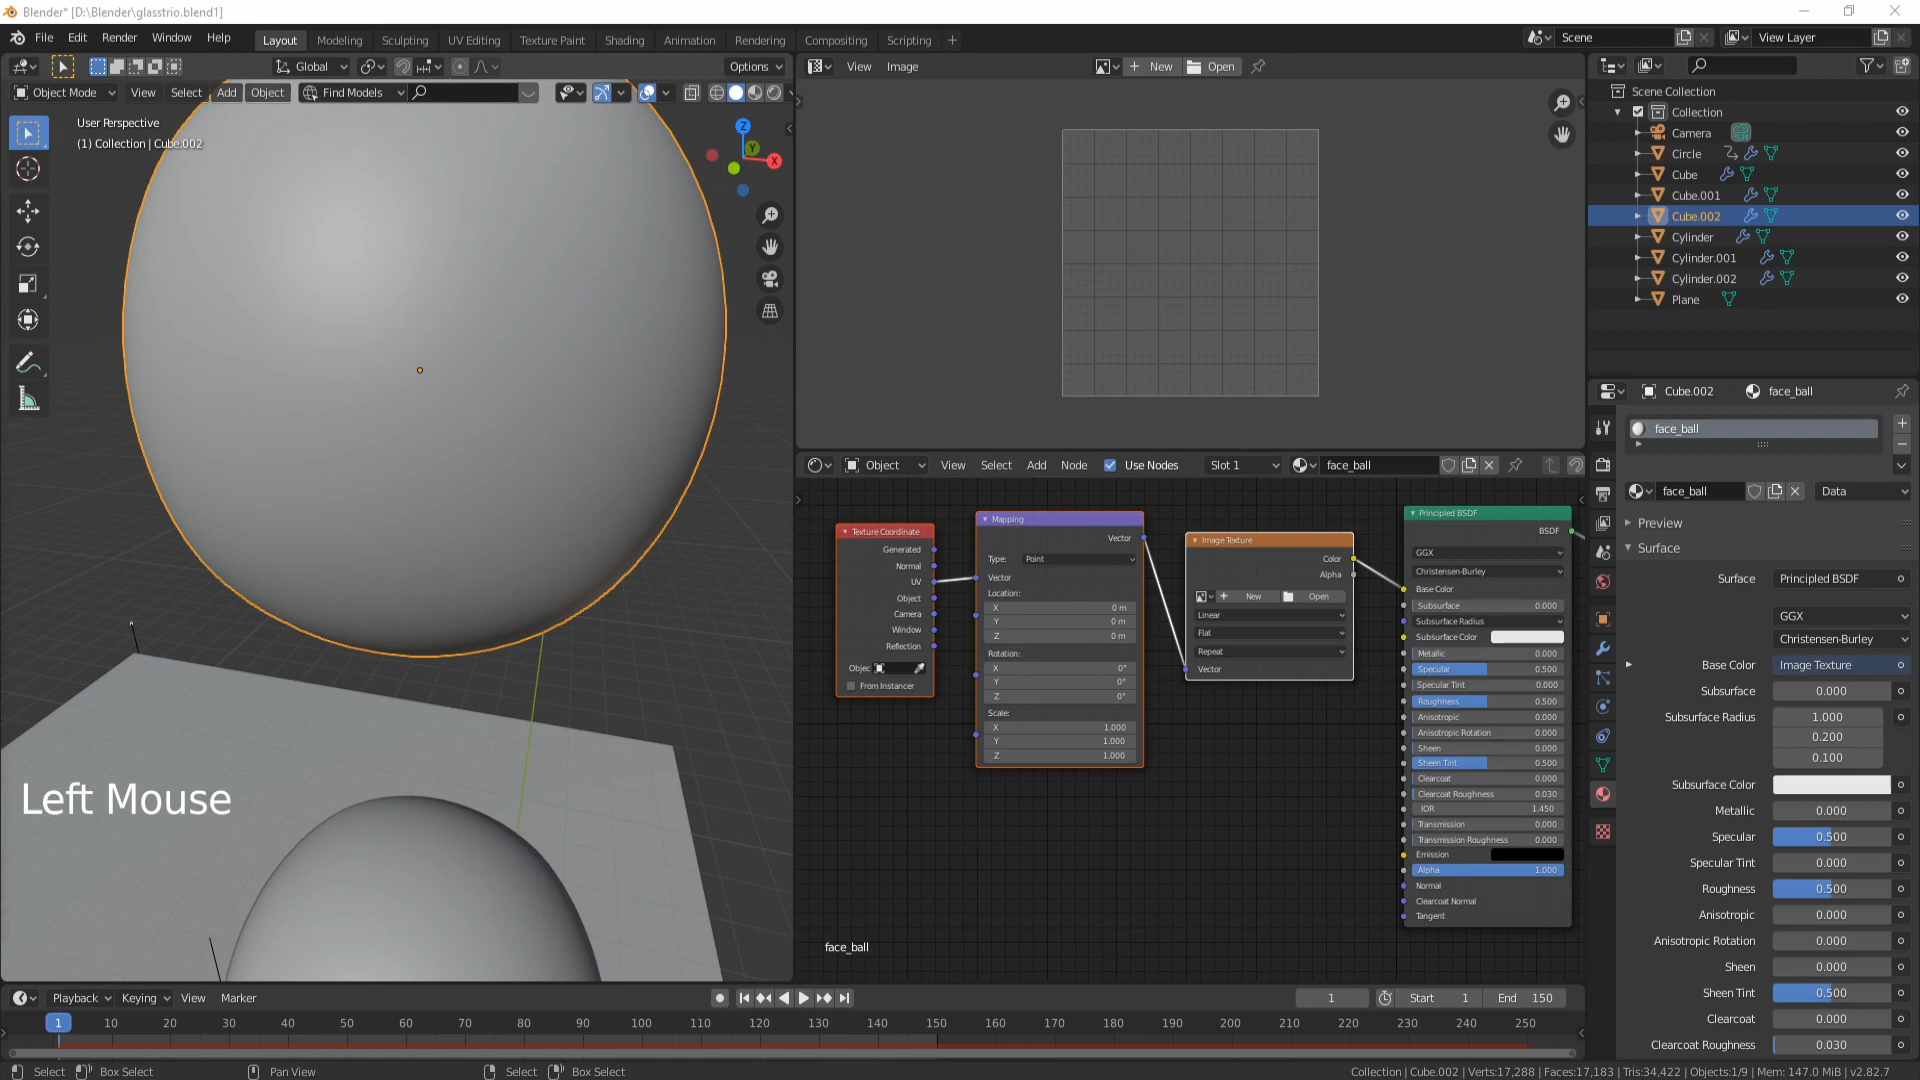 Blender* [D:\Blender\glasstrio.blend1]
File Edit Render Window Help
Layout Modeling Sculpting UV Editing Texture Paint Shading Animation Rendering Compositing Scripting +
Scene
View Layer
Global
Options
Object Mode View Select Add Object Find Models
User Perspective
(1) Collection | Cube.002
Z
Y
X
Left Mouse
View Image
New Open
Object View Select Add Node Use Nodes Slot 1 face_ball
Texture Coordinate
Generated
Normal
UV
Object
Camera
Window
Reflection
Objec
From Instancer
Mapping
Vector
Type: Point
Vector
Location:
X 0 m
Y 0 m
Z 0 m
Rotation:
X 0°
Y 0°
Z 0°
Scale:
X 1.000
Y 1.000
Z 1.000
Image Texture
Color
Alpha
New Open
Linear
Flat
Repeat
Vector
Principled BSDF
BSDF
GGX
Christensen-Burley
Base Color
Subsurface 0.000
Subsurface Radius
Subsurface Color
Metallic 0.000
Specular 0.500
Specular Tint 0.000
Roughness 0.500
Anisotropic 0.000
Anisotropic Rotation 0.000
Sheen 0.000
Sheen Tint 0.500
Clearcoat 0.000
Clearcoat Roughness 0.030
IOR 1.450
Transmission 0.000
Transmission Roughness 0.000
Emission
Alpha 1.000
Normal
Clearcoat Normal
Tangent
face_ball
Scene Collection
Collection
Camera
Circle
Cube
Cube.001
Cube.002
Cylinder
Cylinder.001
Cylinder.002
Plane
Cube.002 face_ball
face_ball
face_ball Data
Preview
Surface
Surface Principled BSDF
GGX
Christensen-Burley
Base Color Image Texture
Subsurface 0.000
Subsurface Radius 1.000
0.200
0.100
Subsurface Color
Metallic 0.000
Specular 0.500
Specular Tint 0.000
Roughness 0.500
Anisotropic 0.000
Anisotropic Rotation 0.000
Sheen 0.000
Sheen Tint 0.500
Clearcoat 0.000
Clearcoat Roughness 0.030
Playback Keying View Marker
1 Start 1 End 150
1 10 20 30 40 50 60 70 80 90 100 110 120 130 140 150 160 170 180 190 200 210 220 230 240 250
Select Box Select Pan View Select Box Select
Collection | Cube.002 | Verts:17,288 | Faces:17,183 | Tris:34,422 | Objects:1/9 | Mem: 147.0 MiB | v2.82.7